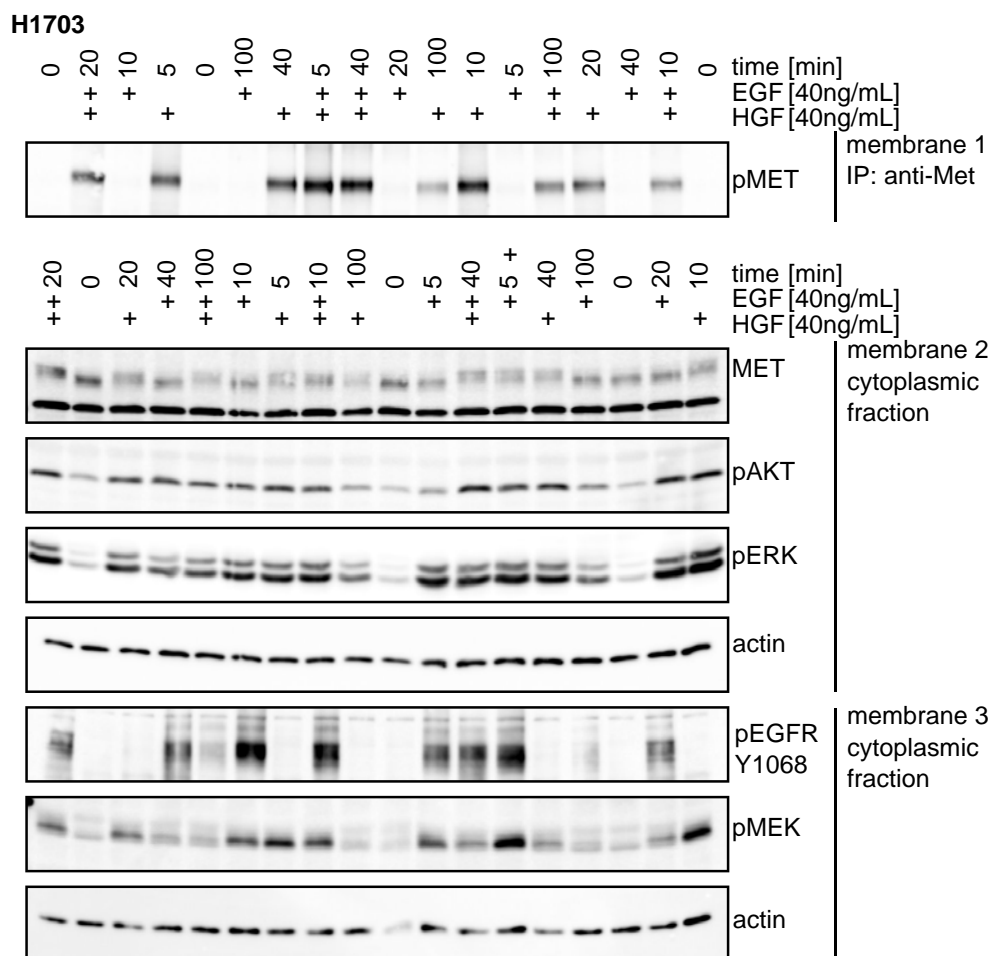 H1703
0 20 10 5 0 100 40 5 40 20 100 10 5 100 20 40 10 0 time [min]
++ + + ++ ++ + + ++ + ++ EGF [40ng/mL]
+ + + + + + + + + + HGF [40ng/mL]
pMET
membrane 1
IP: anti-Met
20 0 20 40 100 10 5 10 100 0 5 40 5 + 40 100 0 20 10 time [min]
++ + ++ + ++ + ++ + + + EGF [40ng/mL]
+ + + + + + + + + HGF [40ng/mL]
MET
membrane 2
cytoplasmic
fraction
pAKT
pERK
actin
pEGFR
Y1068
membrane 3
cytoplasmic
fraction
pMEK
actin